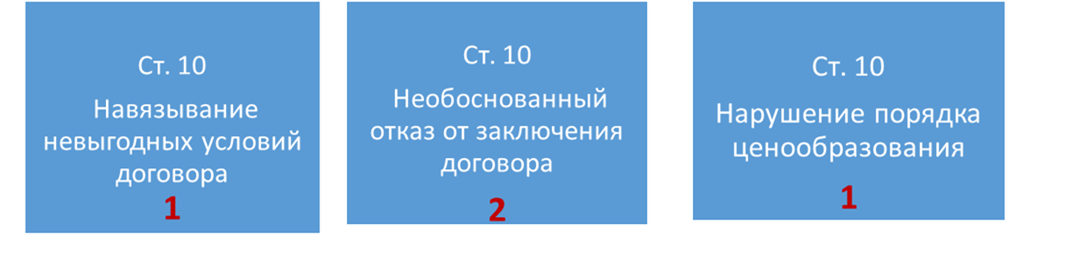 Ст. 10
Навязывание
невыгодных условий
договора
1
Ст. 10
Необоснованный
отказ от заключения
договора
2
Ст. 10
Нарушение порядка
ценообразования
1